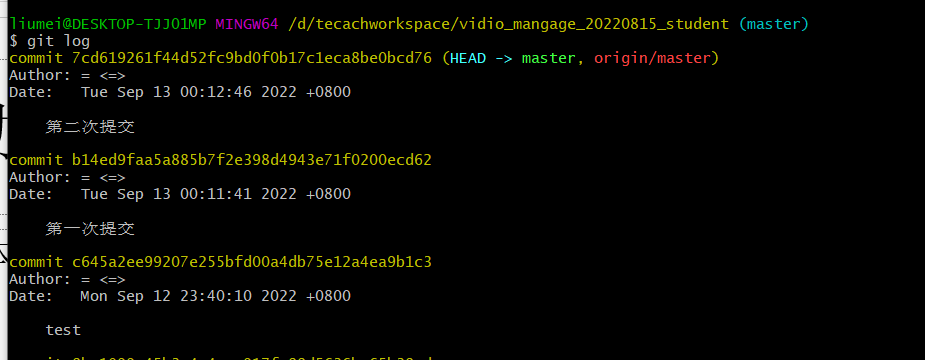 liumei@DESKTOP-TJJO1MP MINGW64 /d/tecachworkspace/vidio_mangage_20220815_student (master)
$ git log
commit 7cd619261f44d52fc9bd0f0b17c1eca8be0bcd76 (HEAD -> master, origin/master)
Author: = <=>
Date:   Tue Sep 13 00:12:46 2022 +0800
第二次提交
commit b14ed9faa5a885b7f2e398d4943e71f0200ecd62
Author: = <=>
Date:   Tue Sep 13 00:11:41 2022 +0800
第一次提交
commit c645a2ee99207e255bfd00a4db75e12a4ea9b1c3
Author: = <=>
Date:   Mon Sep 12 23:40:10 2022 +0800
test